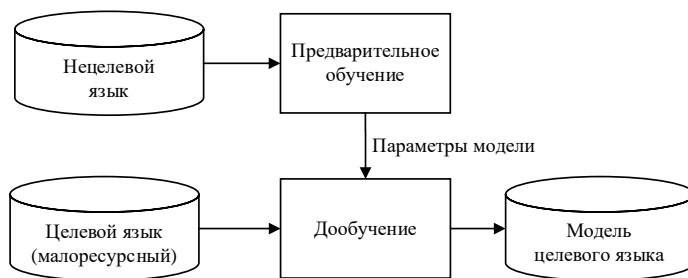 Нецелевой
язык
Предварительное
обучение
Параметры модели
Целевой язык
(малоресурсный)
Дообучение
Модель
целевого языка